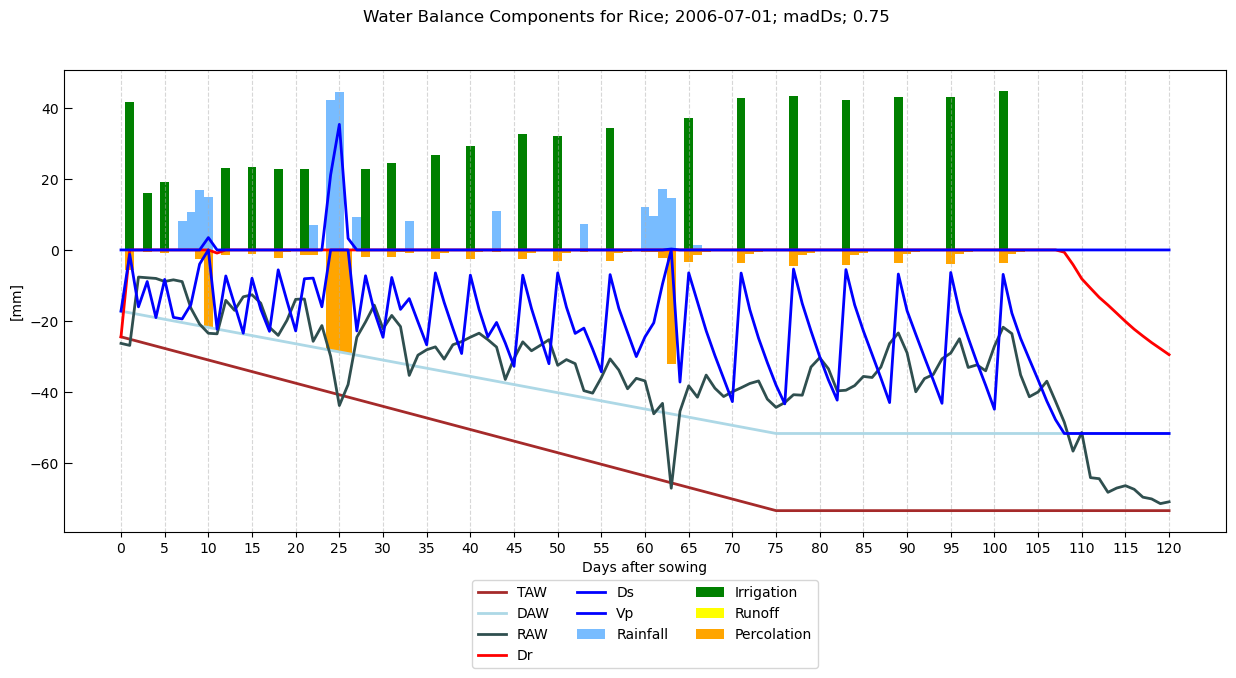 Water Balance Components for Rice; 2006-07-01; madDs; 0.75
40
20
0
−20
−40
−60
[mm]
0 5 10 15 20 25 30 35 40 45 50 55 60 65 70 75 80 85 90 95 100 105 110 115 120
Days after sowing
TAW Ds Irrigation
DAW Vp Runoff
RAW Rainfall Percolation
Dr